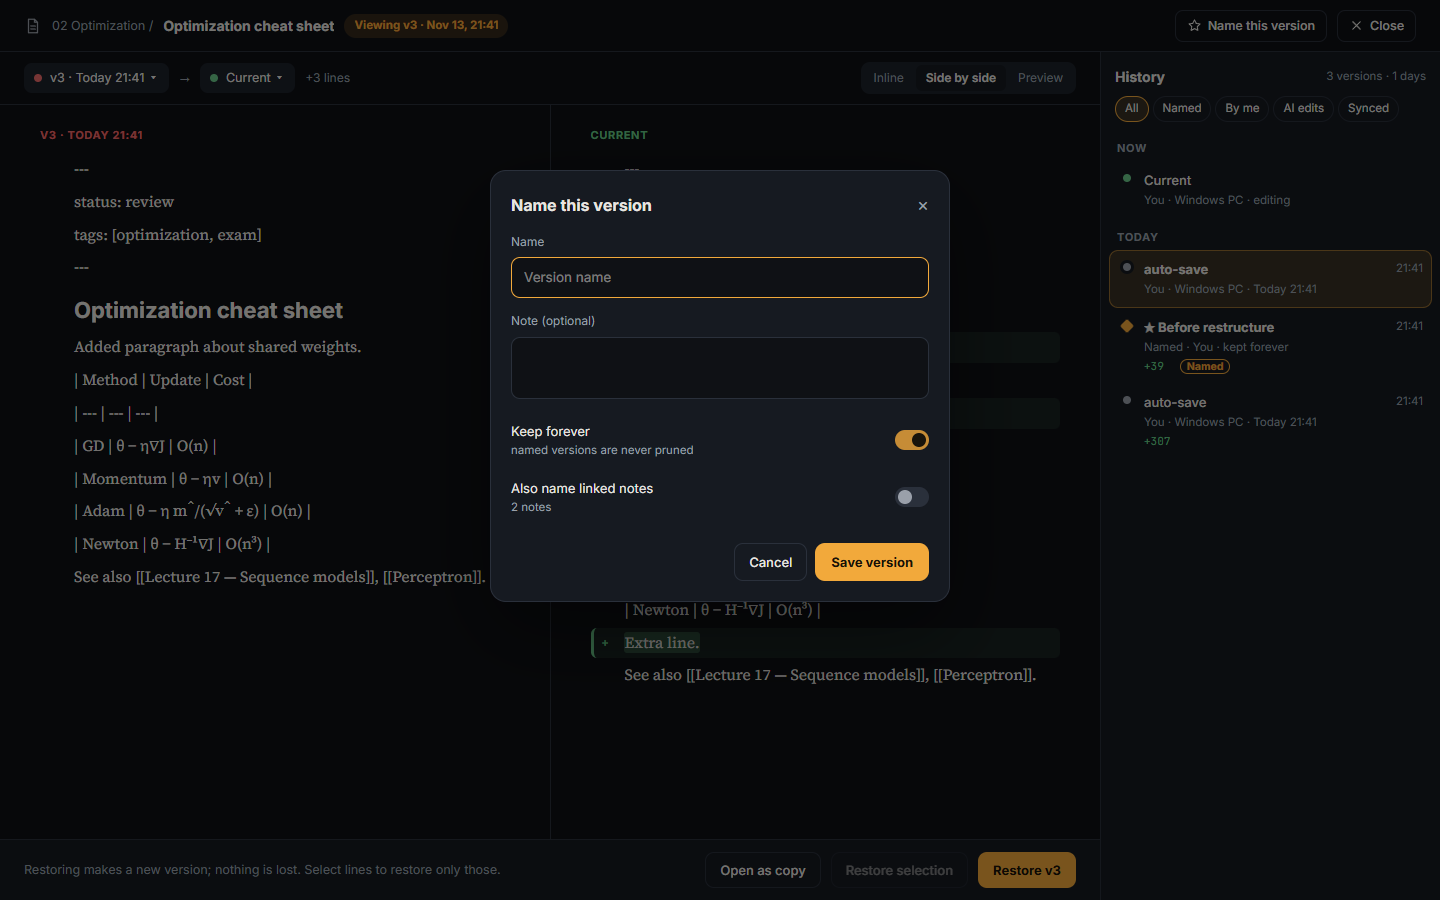 02 Optimization / Optimization cheat sheet Viewing v3 · Nov 13, 21:41
Name this version
Close
v3 · Today 21:41 → Current +3 lines
Inline Side by side Preview
V3 · TODAY 21:41
---
status: review
tags: [optimization, exam]
---
Optimization cheat sheet
Added paragraph about shared weights.
| Method | Update | Cost |
| --- | --- | --- |
| GD | θ − η∇J | O(n) |
| Momentum | θ − ηv | O(n) |
| Adam | θ − η m̂/(√v̂ + ε) | O(n) |
| Newton | θ − H⁻¹∇J | O(n³) |
See also [[Lecture 17 — Sequence models]], [[Perceptron]].
CURRENT
---
| Newton | θ − H⁻¹∇J | O(n³) |
+ Extra line.
See also [[Lecture 17 — Sequence models]], [[Perceptron]].
Name this version
Name
Version name
Note (optional)
Keep forever
named versions are never pruned
Also name linked notes
2 notes
Cancel Save version
History 3 versions · 1 days
All Named By me AI edits Synced
NOW
Current
You · Windows PC · editing
TODAY
auto-save 21:41
You · Windows PC · Today 21:41
★ Before restructure 21:41
Named · You · kept forever
+39 Named
auto-save 21:41
You · Windows PC · Today 21:41
+307
Restoring makes a new version; nothing is lost. Select lines to restore only those.
Open as copy Restore selection Restore v3